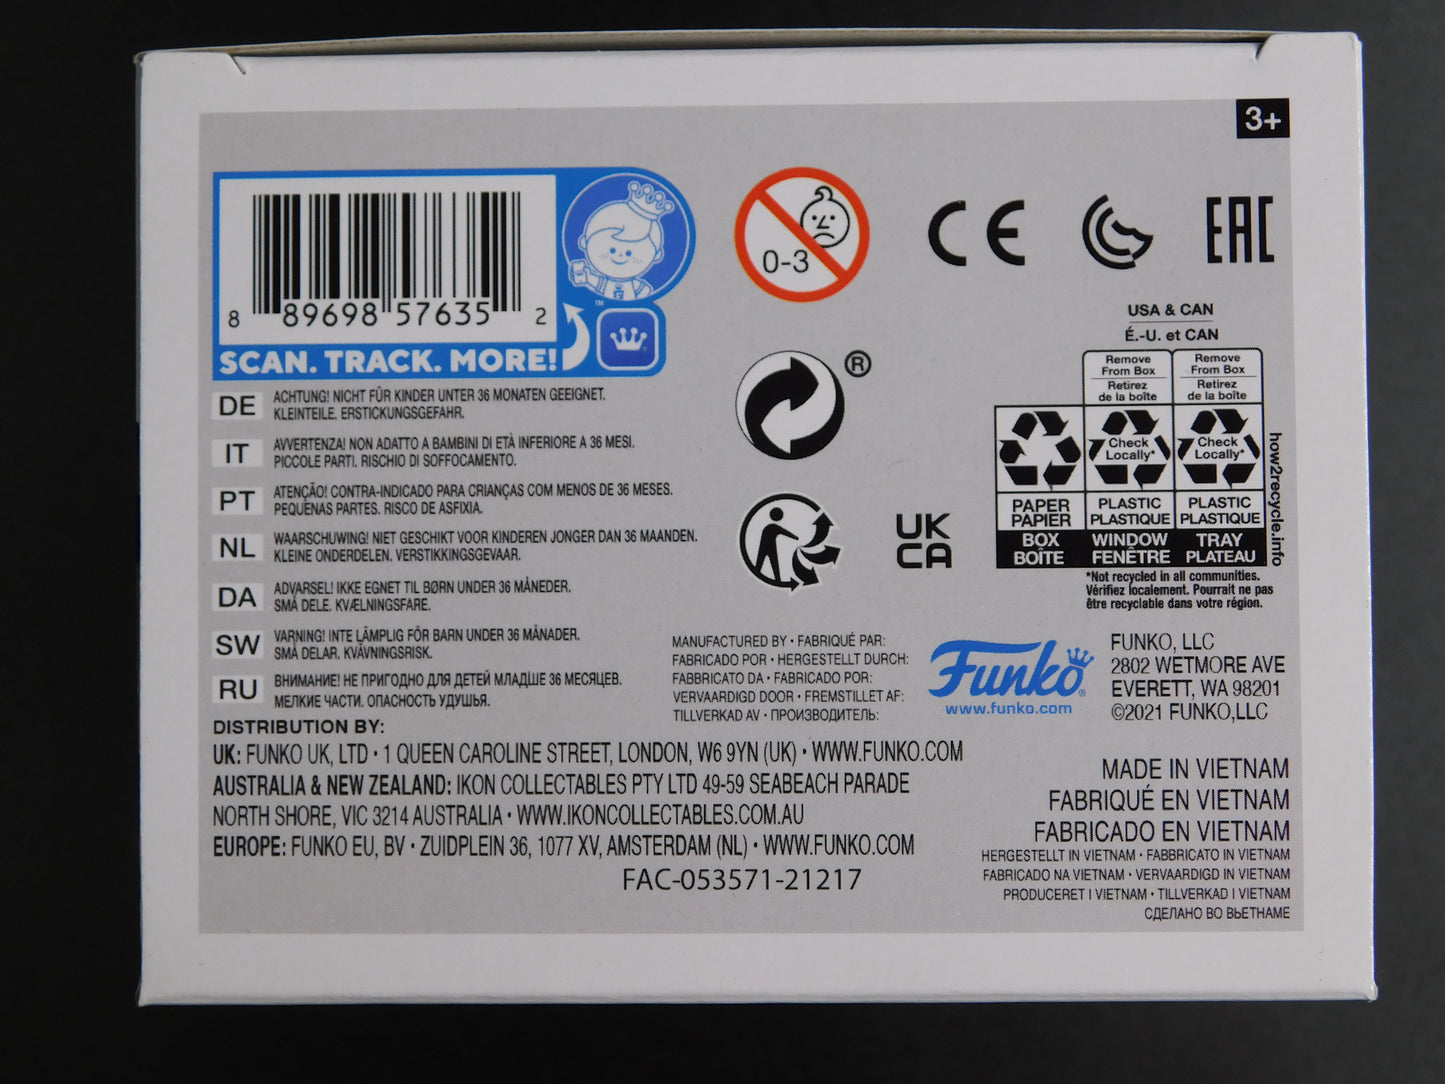 3+
8 89698 57635 2
™
SCAN. TRACK. MORE!
0-3
CE
EAC
®
UK
CA
USA & CAN
É.-U. et CAN
Remove From Box
Retirez de la boîte
Remove From Box
Retirez de la boîte
Check Locally*
Check Locally*
PAPER PAPIER
PLASTIC PLASTIQUE
PLASTIC PLASTIQUE
BOX BOÎTE
WINDOW FENÊTRE
TRAY PLATEAU
how2recycle.info
*Not recycled in all communities.
Vérifiez localement. Pourrait ne pas
être recyclable dans votre région.
DE ACHTUNG! NICHT FÜR KINDER UNTER 36 MONATEN GEEIGNET.
KLEINTEILE. ERSTICKUNGSGEFAHR.
IT AVVERTENZA! NON ADATTO A BAMBINI DI ETÀ INFERIORE A 36 MESI.
PICCOLE PARTI. RISCHIO DI SOFFOCAMENTO.
PT ATENÇÃO! CONTRA-INDICADO PARA CRIANÇAS COM MENOS DE 36 MESES.
PEQUENAS PARTES. RISCO DE ASFIXIA.
NL WAARSCHUWING! NIET GESCHIKT VOOR KINDEREN JONGER DAN 36 MAANDEN.
KLEINE ONDERDELEN. VERSTIKKINGSGEVAAR.
DA ADVARSEL! IKKE EGNET TIL BØRN UNDER 36 MÅNEDER.
SMÅ DELE. KVÆLNINGSFARE.
SW VARNING! INTE LÄMPLIG FÖR BARN UNDER 36 MÅNADER.
SMÅ DELAR. KVÄVNINGSRISK.
RU ВНИМАНИЕ! НЕ ПРИГОДНО ДЛЯ ДЕТЕЙ МЛАДШЕ 36 МЕСЯЦЕВ.
МЕЛКИЕ ЧАСТИ. ОПАСНОСТЬ УДУШЬЯ.
MANUFACTURED BY • FABRIQUÉ PAR:
FABRICADO POR • HERGESTELLT DURCH:
FABRICATO DA • FABRICADO POR:
VERVAARDIGD DOOR • FREMSTILLET AF:
TILLVERKAD AV • ПРОИЗВОДИТЕЛЬ:
Funko®
www.funko.com
FUNKO, LLC
2802 WETMORE AVE
EVERETT, WA 98201
©2021 FUNKO,LLC
DISTRIBUTION BY:
UK: FUNKO UK, LTD • 1 QUEEN CAROLINE STREET, LONDON, W6 9YN (UK) • WWW.FUNKO.COM
AUSTRALIA & NEW ZEALAND: IKON COLLECTABLES PTY LTD 49-59 SEABEACH PARADE
NORTH SHORE, VIC 3214 AUSTRALIA • WWW.IKONCOLLECTABLES.COM.AU
EUROPE: FUNKO EU, BV • ZUIDPLEIN 36, 1077 XV, AMSTERDAM (NL) • WWW.FUNKO.COM
FAC-053571-21217
MADE IN VIETNAM
FABRIQUÉ EN VIETNAM
FABRICADO EN VIETNAM
HERGESTELLT IN VIETNAM • FABBRICATO IN VIETNAM
FABRICADO NA VIETNAM • VERVAARDIGD IN VIETNAM
PRODUCERET I VIETNAM • TILLVERKAD I VIETNAM
СДЕЛАНО ВО ВЬЕТНАМЕ